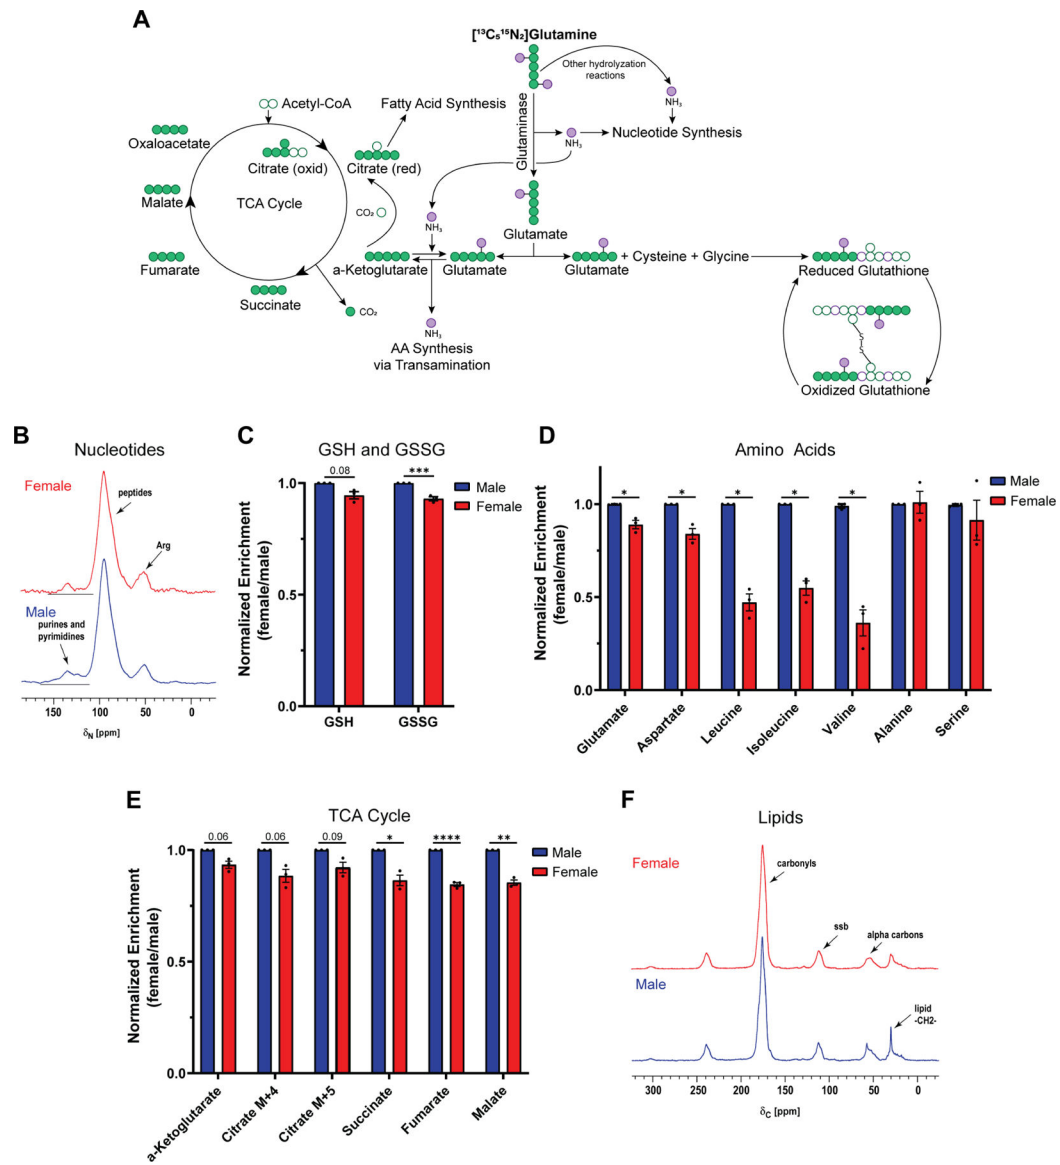 A
[¹³C₅¹⁵N₂]Glutamine
Other hydrolyzation
reactions
NH₃
Nucleotide Synthesis
Glutaminase
NH₃
Acetyl-CoA
Fatty Acid Synthesis
Oxaloacetate
Citrate (oxid)
Citrate (red)
Malate
TCA Cycle
CO₂
NH₃
Glutamate
Fumarate
a-Ketoglutarate
Glutamate
Glutamate
+ Cysteine + Glycine
Reduced Glutathione
Succinate
CO₂
NH₃
AA Synthesis
via Transamination
S
S
Oxidized Glutathione
B
Nucleotides
Female
peptides
Arg
Male
purines and
pyrimidines
150 100 50 0
δN [ppm]
C
GSH and GSSG
0.08
***
Male
Female
1.0
0.5
0.0
Normalized Enrichment
(female/male)
GSH
GSSG
D
Amino Acids
* * * * *
Male
Female
1.0
0.5
0.0
Normalized Enrichment
(female/male)
Glutamate
Aspartate
Leucine
Isoleucine
Valine
Alanine
Serine
E
TCA Cycle
0.06 0.06 0.09 * **** **
Male
Female
1.0
0.5
0.0
Normalized Enrichment
(female/male)
a-Ketoglutarate
Citrate M+4
Citrate M+5
Succinate
Fumarate
Malate
F
Lipids
Female
carbonyls
ssb
alpha carbons
Male
lipid
-CH2-
300 250 200 150 100 50 0
δC [ppm]